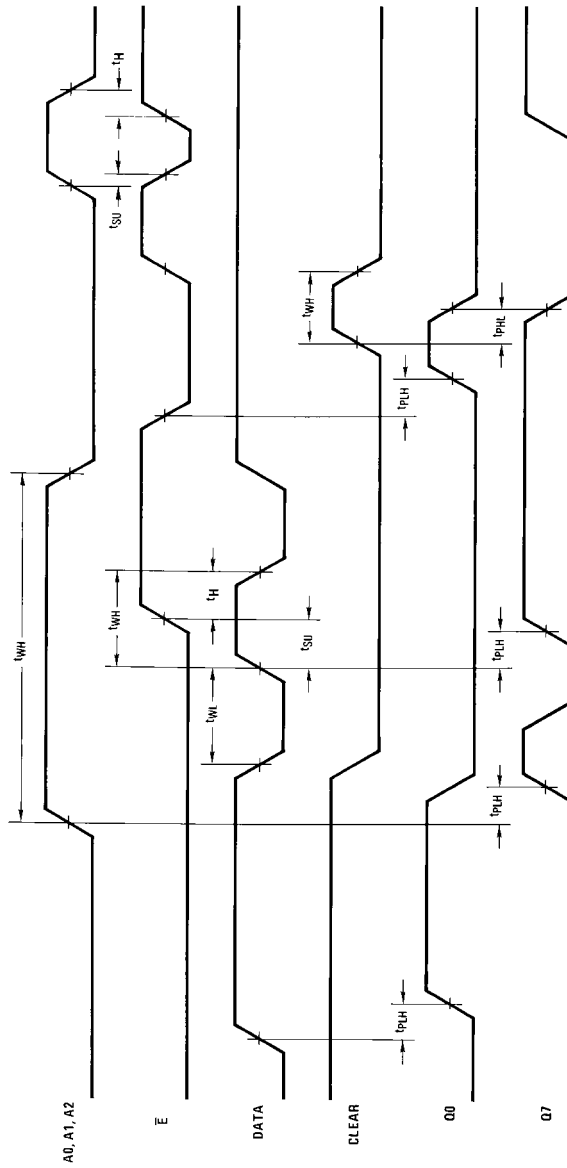 tWH
A0, A1, A2
tWH
tSU
tH
E̅
tWL
tH
DATA
tSU
tWH
CLEAR
tPLH
tPLH
Q0
tPLH
tPLH
tPHL
Q7